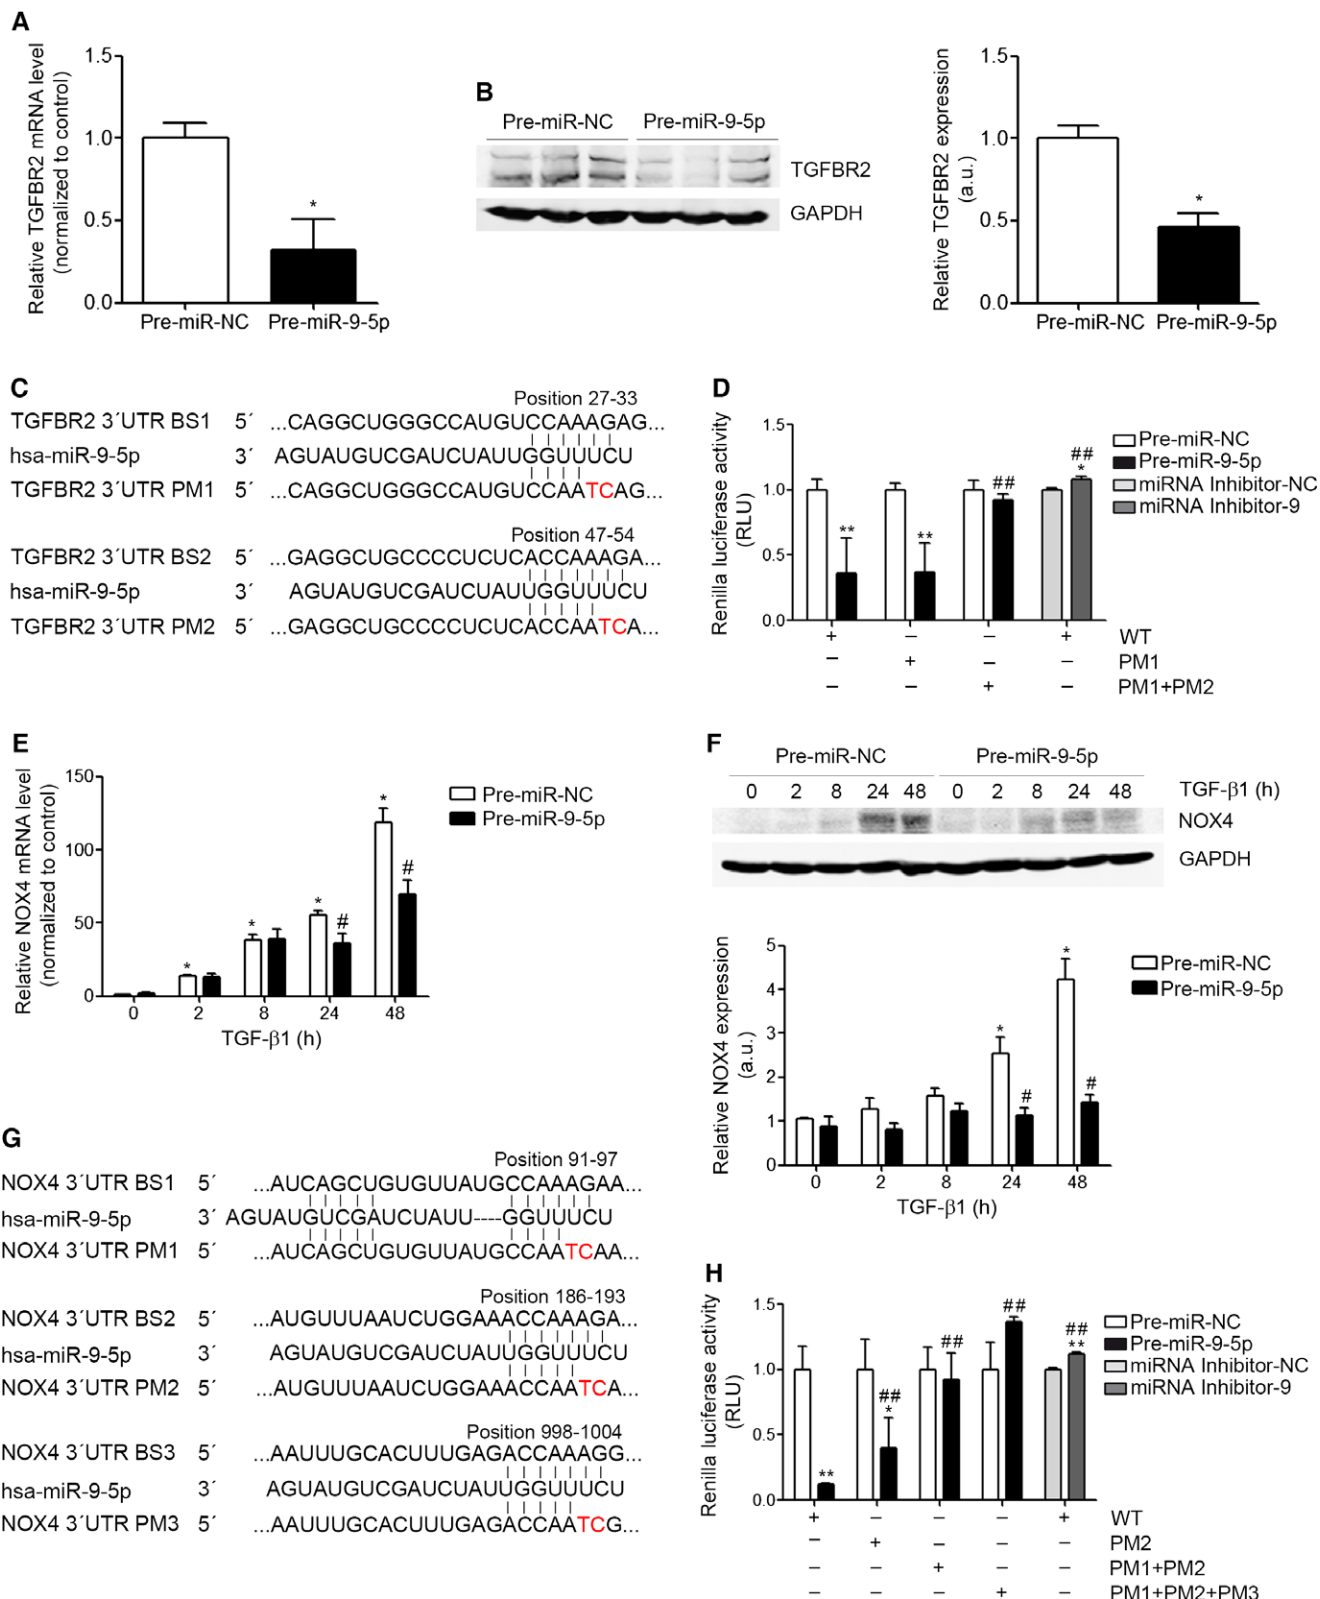 A
Relative TGFBR2 mRNA level
(normalized to control)
1.5
1.0
0.5
0.0
*
Pre-miR-NC Pre-miR-9-5p
B
Pre-miR-NC Pre-miR-9-5p
TGFBR2
GAPDH
Relative TGFBR2 expression
(a.u.)
1.5
1.0
0.5
0.0
*
Pre-miR-NC Pre-miR-9-5p
C
Position 27-33
TGFBR2 3´UTR BS1 5´ ...CAGGCUGGGCCAUGUCCAAAGAG...
hsa-miR-9-5p 3´ AGUAUGUCGAUCUAUUGGUUUCU
TGFBR2 3´UTR PM1 5´ ...CAGGCUGGGCCAUGUCCAATCAG...
Position 47-54
TGFBR2 3´UTR BS2 5´ ...GAGGCUGCCCCUCUCACCAAAGA...
hsa-miR-9-5p 3´ AGUAUGUCGAUCUAUUGGUUUCU
TGFBR2 3´UTR PM2 5´ ...GAGGCUGCCCCUCUCACCAATCA...
D
Renilla luciferase activity
(RLU)
1.5
1.0
0.5
0.0
** ** ## ## *
Pre-miR-NC
Pre-miR-9-5p
miRNA Inhibitor-NC
miRNA Inhibitor-9
+ – – + WT
– + – – PM1
– – + – PM1+PM2
E
Relative NOX4 mRNA level
(normalized to control)
150
100
50
0
* * * # * #
0 2 8 24 48
TGF-β1 (h)
Pre-miR-NC
Pre-miR-9-5p
F
Pre-miR-NC Pre-miR-9-5p
0 2 8 24 48 0 2 8 24 48 TGF-β1 (h)
NOX4
GAPDH
Relative NOX4 expression
(a.u.)
5
4
3
2
1
0
* # * #
0 2 8 24 48
TGF-β1 (h)
Pre-miR-NC
Pre-miR-9-5p
G
Position 91-97
NOX4 3´UTR BS1 5´ ...AUCAGCUGUGUUAUGCCAAAGAA...
hsa-miR-9-5p 3´ AGUAUGUCGAUCUAUU----GGUUUCU
NOX4 3´UTR PM1 5´ ...AUCAGCUGUGUUAUGCCAATCAA...
Position 186-193
NOX4 3´UTR BS2 5´ ...AUGUUUAAUCUGGAAACCAAAGA...
hsa-miR-9-5p 3´ AGUAUGUCGAUCUAUUGGUUUCU
NOX4 3´UTR PM2 5´ ...AUGUUUAAUCUGGAAACCAATCA...
Position 998-1004
NOX4 3´UTR BS3 5´ ...AAUUUGCACUUUGAGACCAAAGG...
hsa-miR-9-5p 3´ AGUAUGUCGAUCUAUUGGUUUCU
NOX4 3´UTR PM3 5´ ...AAUUUGCACUUUGAGACCAATCG...
H
Renilla luciferase activity
(RLU)
1.5
1.0
0.5
0.0
** ## * ## ## ## **
Pre-miR-NC
Pre-miR-9-5p
miRNA Inhibitor-NC
miRNA Inhibitor-9
+ – – – + WT
– + – – – PM2
– – + – – PM1+PM2
– – – + – PM1+PM2+PM3